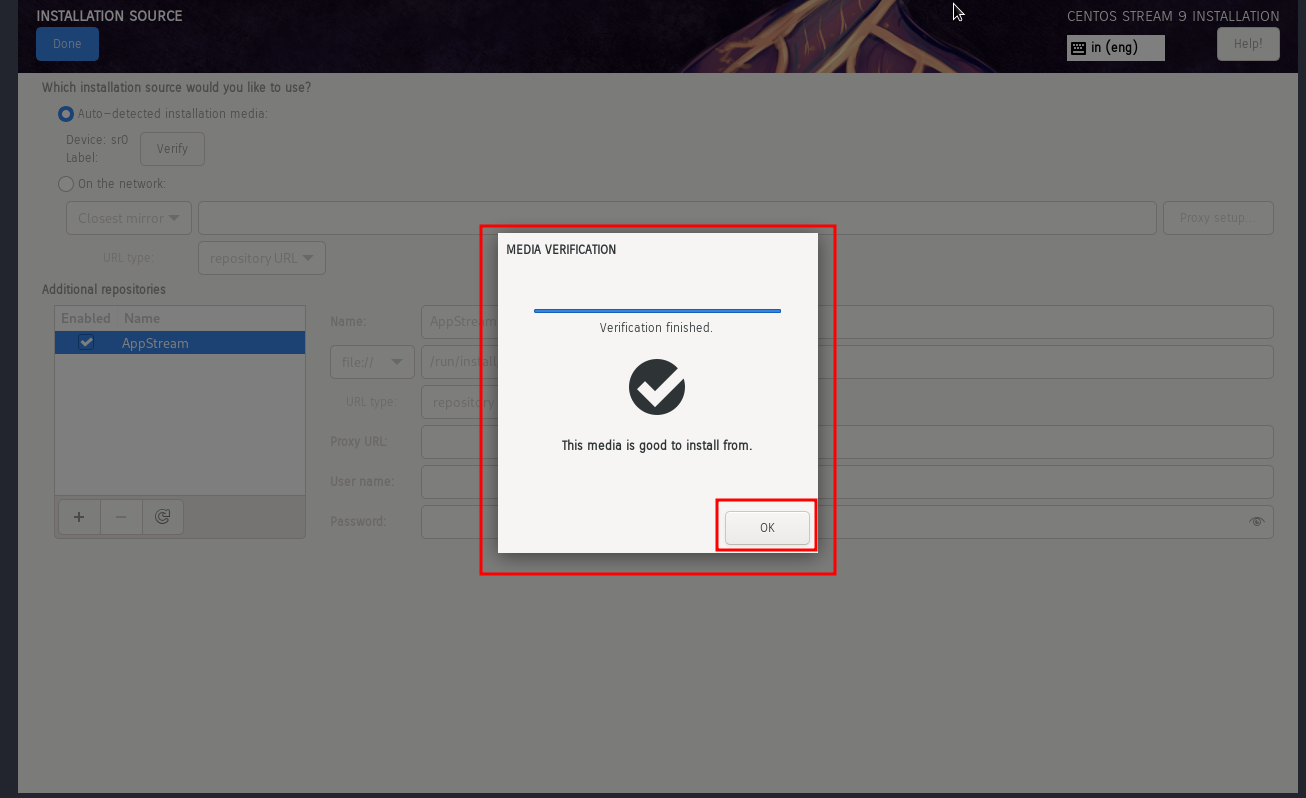 INSTALLATION SOURCE
CENTOS STREAM 9 INSTALLATION
Done
in (eng)
Help!
Which installation source would you like to use?
Auto-detected installation media:
Device: sr0
Label:
Verify
On the network:
Closest mirror
Proxy setup...
URL type:
repository URL
Additional repositories
Enabled Name
AppStream
Name:
AppStream
file://
/run/install
URL type:
repository
Proxy URL:
User name:
Password:
MEDIA VERIFICATION
Verification finished.
This media is good to install from.
OK